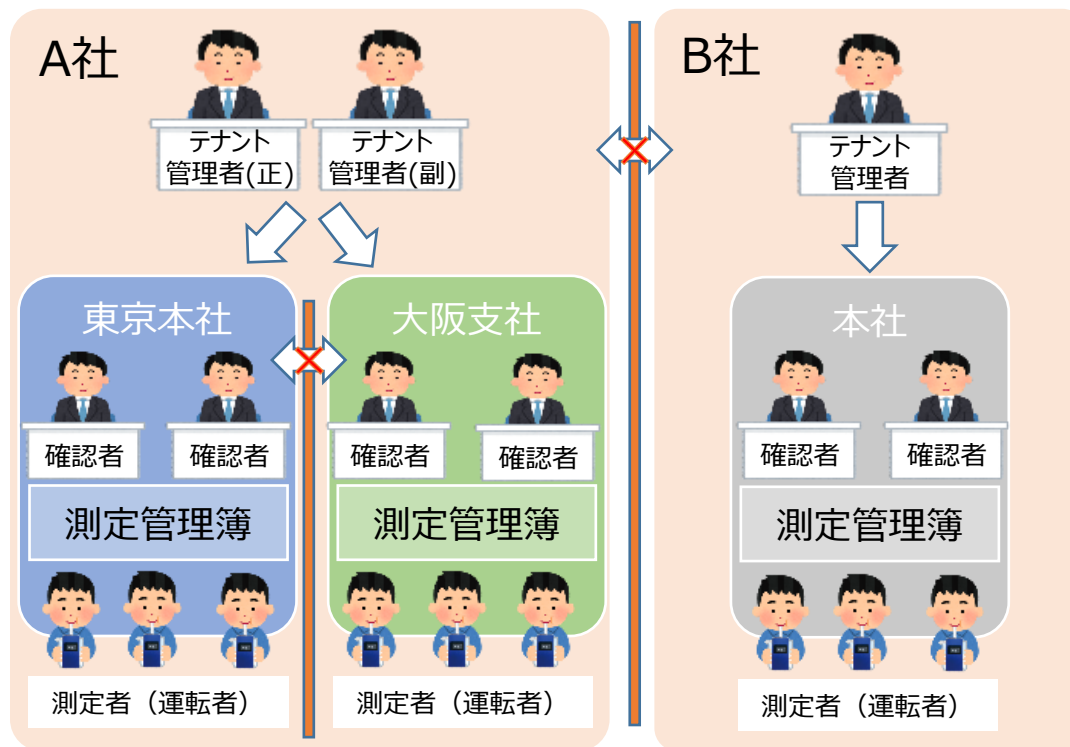 A社
テナント
管理者(正)
テナント
管理者(副)
東京本社
確認者
確認者
測定管理簿
測定者（運転者）
大阪支社
確認者
確認者
測定管理簿
測定者（運転者）
B社
テナント
管理者
本社
確認者
確認者
測定管理簿
測定者（運転者）